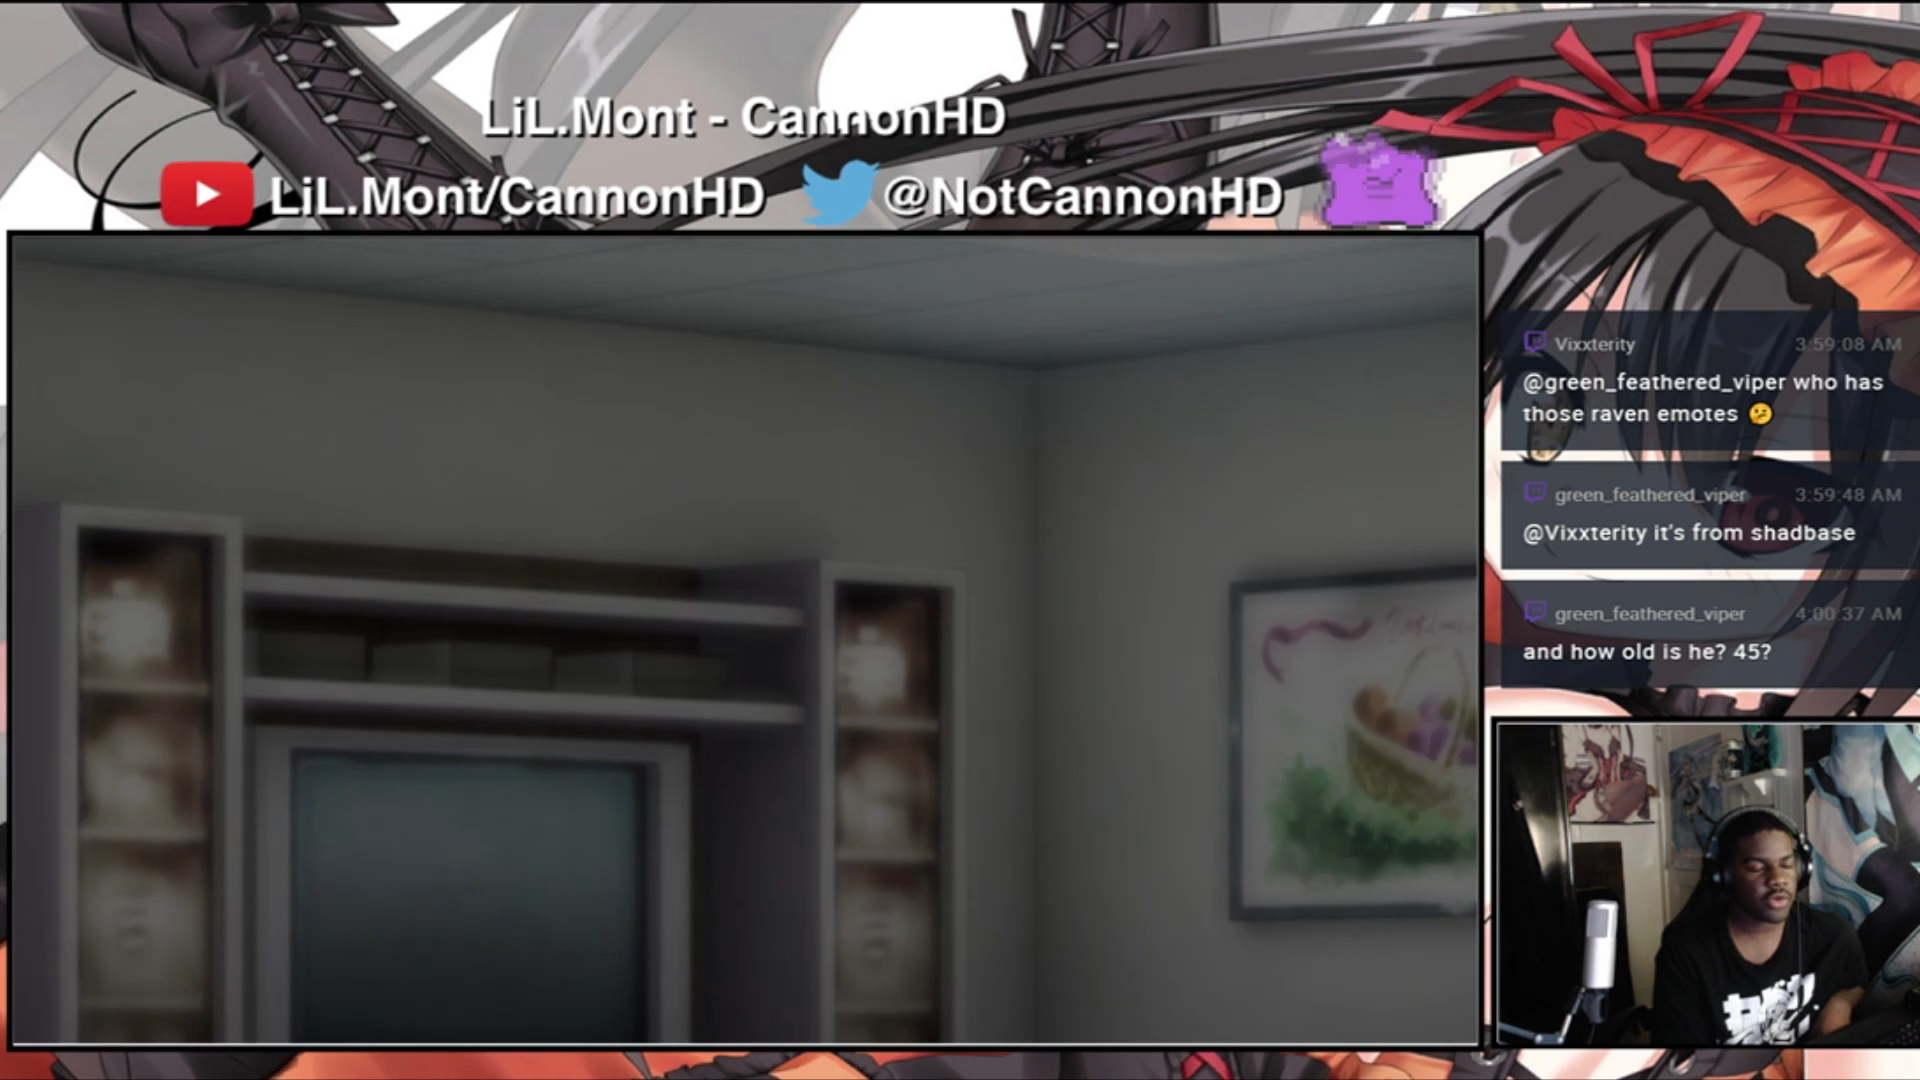 LiL.Mont - CannonHD
LiL.Mont/CannonHD
@NotCannonHD
Vixxterity 3:59:08 AM
@green_feathered_viper who has
those raven emotes 🤔
green_feathered_viper 3:59:48 AM
@Vixxterity it's from shadbase
green_feathered_viper 4:00:37 AM
and how old is he? 45?